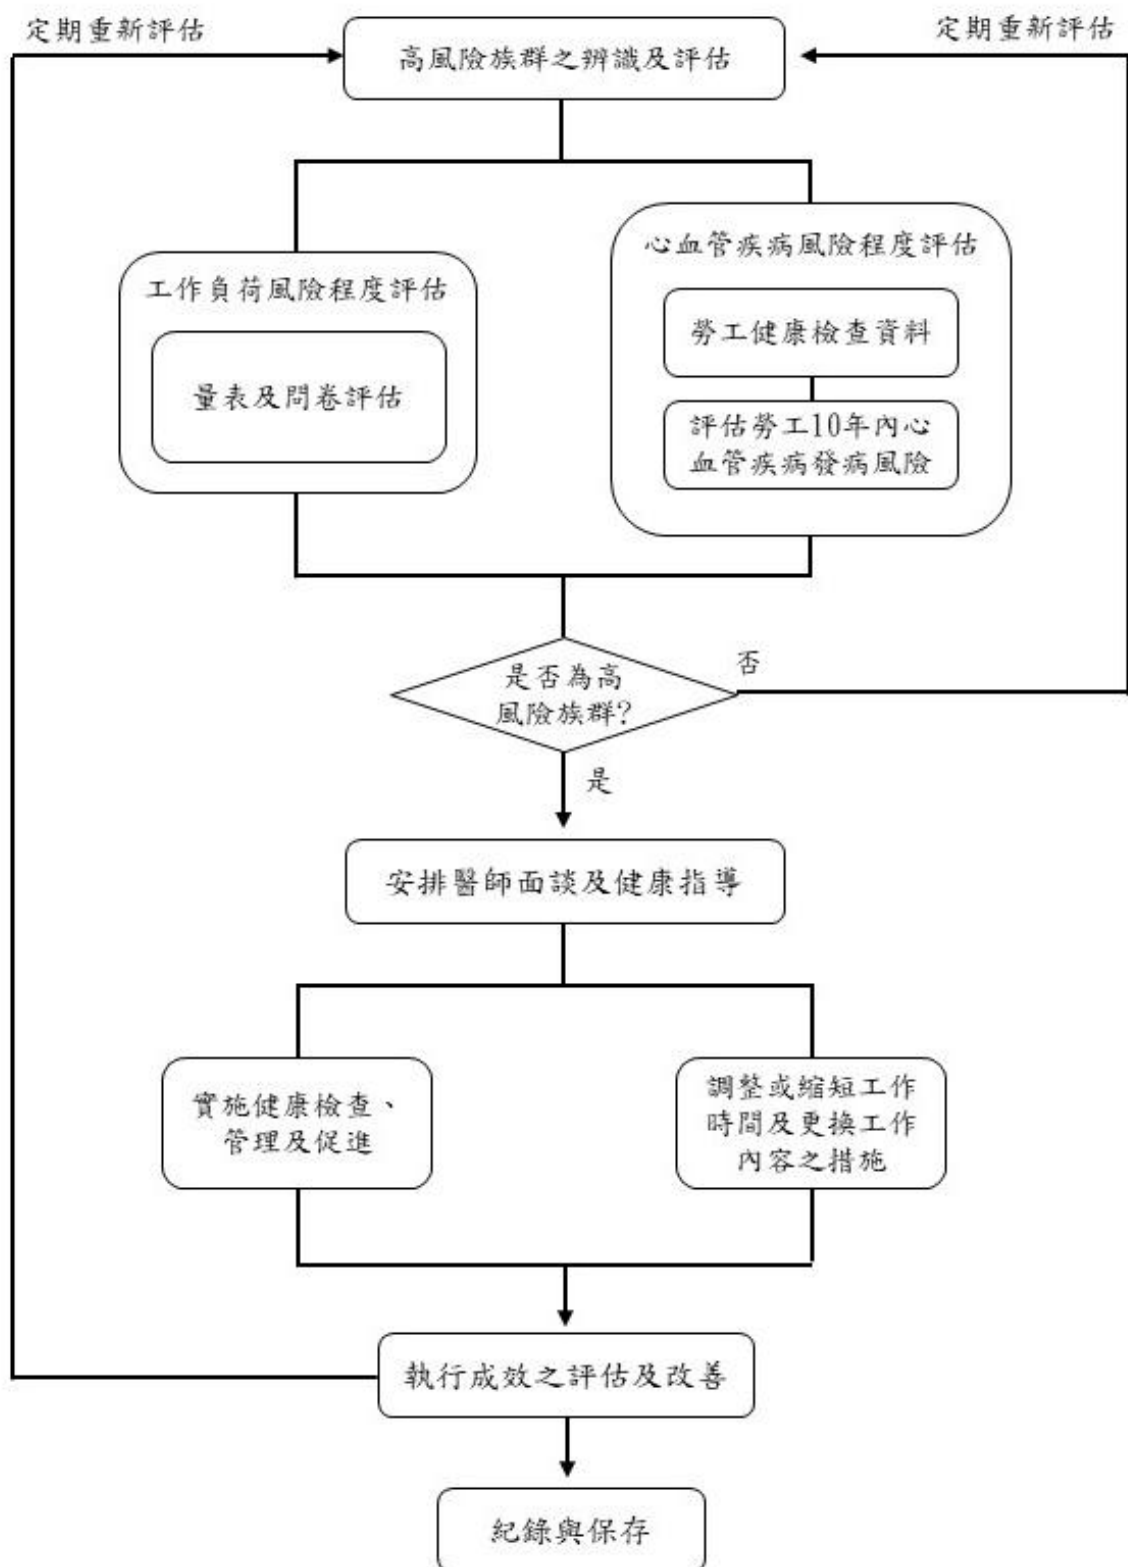 定期重新評估
定期重新評估
高風險族群之辨識及評估
工作負荷風險程度評估
量表及問卷評估
心血管疾病風險程度評估
勞工健康檢查資料
評估勞工10年內心
血管疾病發病風險
是否為高
風險族群?
否
是
安排醫師面談及健康指導
實施健康檢查、
管理及促進
調整或縮短工作
時間及更換工作
內容之措施
執行成效之評估及改善
紀錄與保存